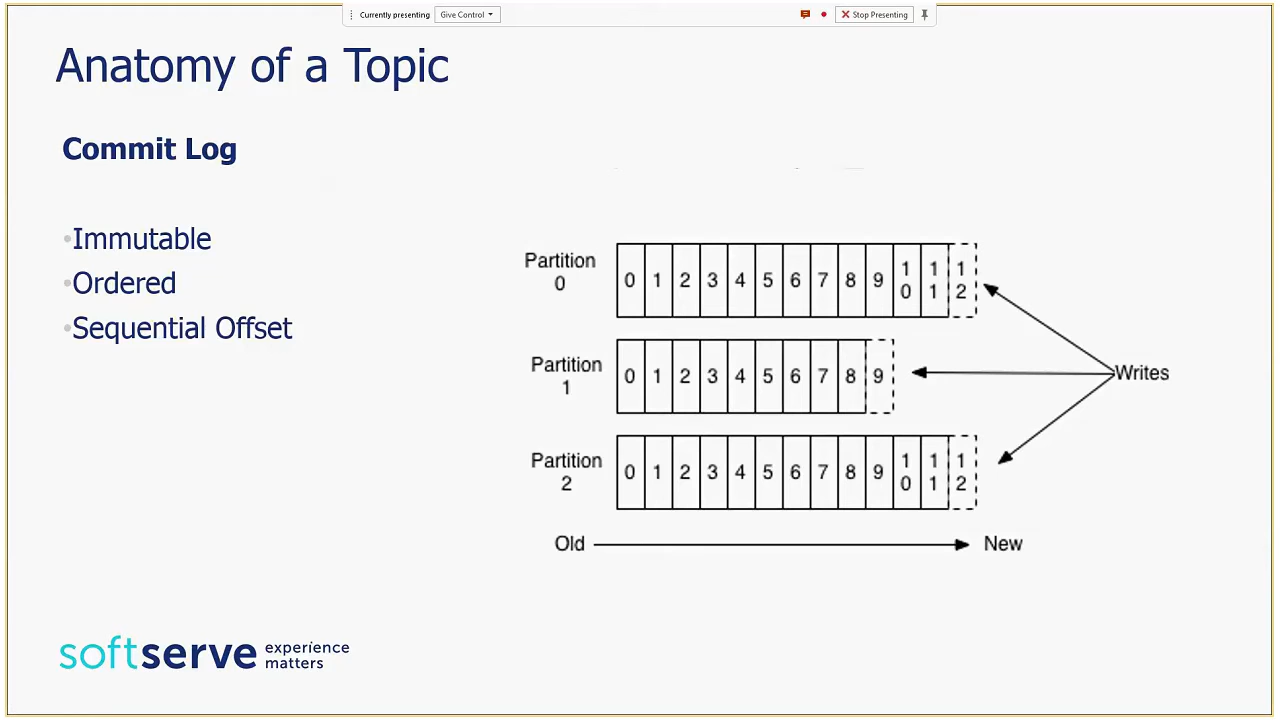 Currently presenting Give Control Stop Presenting
Anatomy of a Topic
Commit Log
•Immutable
•Ordered
•Sequential Offset
Partition
0
0 1 2 3 4 5 6 7 8 9 10 11 12
Partition
1
0 1 2 3 4 5 6 7 8 9
Writes
Partition
2
0 1 2 3 4 5 6 7 8 9 10 11 12
Old New
softserve experience
matters